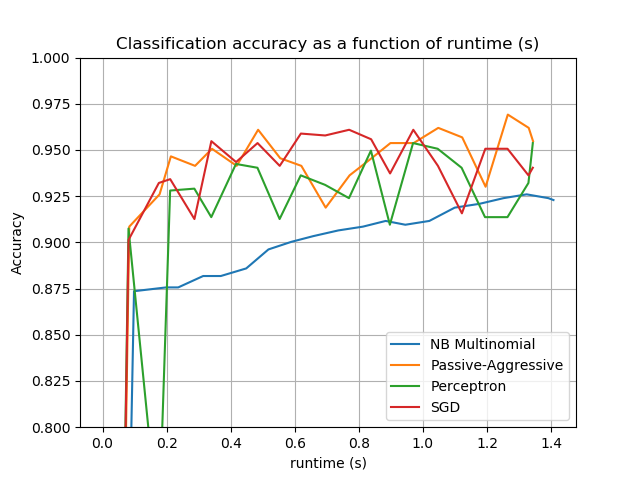 Classification accuracy as a function of runtime (s)
1.000
0.975
0.950
0.925
0.900
0.875
0.850
0.825
0.800
Accuracy
NB Multinomial
Passive-Aggressive
Perceptron
SGD
0.0 0.2 0.4 0.6 0.8 1.0 1.2 1.4
runtime (s)